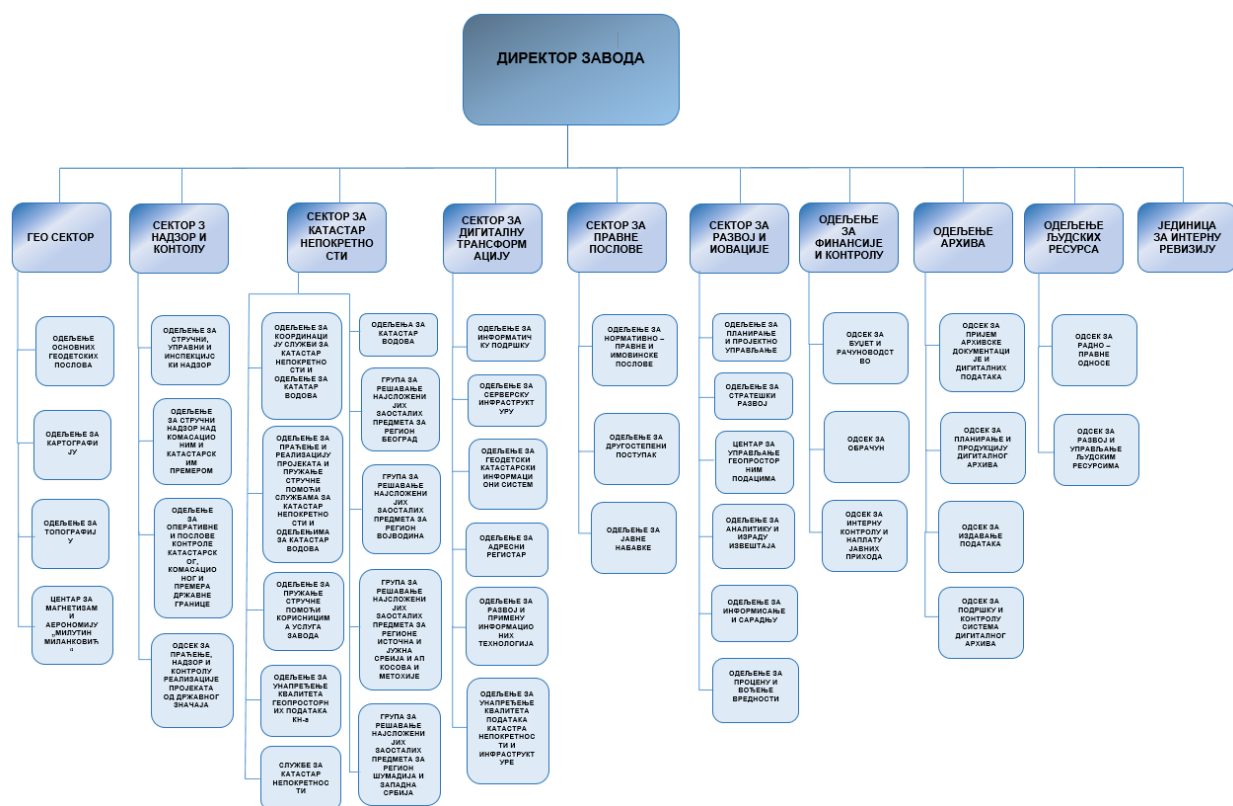 ДИРЕКТОР ЗАВОДА
ГЕО СЕКТОР
СЕКТОР З
НАДЗОР И
КОНТОЛУ
СЕКТОР ЗА
КАТАСТАР
НЕПОКРЕТНО
СТИ
СЕКТОР ЗА
ДИГИТАЛНУ
ТРАНСФОРМ
АЦИЈУ
СЕКТОР ЗА
ПРАВНЕ
ПОСЛОВЕ
СЕКТОР ЗА
РАЗВОЈ И
ИОВАЦИЈЕ
ОДЕЉЕЊЕ
ЗА
ФИНАНСИЈЕ
И КОНТРОЛУ
ОДЕЉЕЊЕ
АРХИВА
ОДЕЉЕЊЕ
ЉУДСКИХ
РЕСУРСА
ЈЕДИНИЦА
ЗА ИНТЕРНУ
РЕВИЗИЈУ
ОДЕЉЕЊЕ
ОСНОВНИХ
ГЕОДЕТСКИХ
ПОСЛОВА
ОДЕЉЕЊЕ ЗА
КАРТОГРАФИ
ЈУ
ОДЕЉЕЊЕ ЗА
ТОПОГРАФИЈ
У
ЦЕНТАР ЗА
МАГНЕТИЗАМ И
АЕРОНОМИЈУ
„МИЛУТИН
МИЛАНКОВИЋ
“
ОДЕЉЕЊЕ ЗА
СТРУЧНИ,
УПРАВНИ И
ИНСПЕКЦИЈС
КИ НАДЗОР
ОДЕЉЕЊЕ
ЗА СТРУЧНИ
НАДЗОР НАД
КОМАСАЦИО
НИМ И
КАТАСТАРСК
ИМ
ПРЕМЕРОМ
ОДЕЉЕЊЕ
ЗА
ОПЕРАТИВНЕ
И ПОСЛОВЕ
КОНТРОЛЕ
КАТАСТАРСК
ОГ,
КОМАСАЦИО
НОГ И
ПРЕМЕРА
ДРЖАВНЕ
ГРАНИЦЕ
ОДСЕК ЗА
ПРАЋЕЊЕ,
НАДЗОР И
КОНТРОЛУ
РЕАЛИЗАЦИЈЕ
ПРОЈЕКАТА
ОД ДРЖАВНОГ
ЗНАЧАЈА
ОДЕЉЕЊЕ ЗА
КООРДИНАЦИ
ЈУ СЛУЖБИ ЗА
КАТАСТАР
НЕПОКРЕТНО
СТИ И
ОДЕЉЕЊЕ ЗА
КАТАТАР
ВОДОВА
ОДЕЉЕЊЕ ЗА
ПРАЋЕЊЕ И
РЕАЛИЗАЦИЈУ
ПРОЈЕКАТА И
ПРУЖАЊЕ
СТРУЧНЕ
ПОМОЋИ
СЛУЖБАМА ЗА
КАТАСТАР
НЕПОКРЕТНО
СТИ И
ОДЕЉЕЊИМА
ЗА КАТАСТАР
ВОДОВА
ОДЕЉЕЊЕ ЗА
ПРУЖАЊЕ
СТРУЧНЕ
ПОМОЋИ
КОРИСНИЦИМ
А УСЛУГА
ЗАВОДА
ОДЕЉЕЊЕ ЗА
УНАПРЕЂЕЊЕ
КВАЛИТЕТА
ГЕОПРОСТОРН
ИХ ПОДАТАКА
КН-а
СЛУЖБЕ ЗА
КАТАСТАР
НЕПОКРЕТНОС
ТИ
ОДЕЉЕЊА ЗА
КАТАСТАР
ВОДОВА
ГРУПА ЗА
РЕШАВАЊЕ
НАЈСЛОЖЕНИ
ЈИХ
ЗАОСТАЛИХ
ПРЕДМЕТА ЗА
РЕГИОН
БЕОГРАД
ГРУПА ЗА
РЕШАВАЊЕ
НАЈСЛОЖЕНИ
ЈИХ
ЗАОСТАЛИХ
ПРЕДМЕТА ЗА
РЕГИОН
ВОЈВОДИНА
ГРУПА ЗА
РЕШАВАЊЕ
НАЈСЛОЖЕНИ
ЈИХ
ЗАОСТАЛИХ
ПРЕДМЕТА ЗА
РЕГИОНЕ
ИСТОЧНА И
ЈУЖНА
СРБИЈА И АП
КОСОВА И
МЕТОХИЈЕ
ГРУПА ЗА
РЕШАВАЊЕ
НАЈСЛОЖЕНИ
ЈИХ
ЗАОСТАЛИХ
ПРЕДМЕТА ЗА
РЕГИОН
ШУМАДИЈА И
ЗАПАДНА
СРБИЈА
ОДЕЉЕЊЕ ЗА
ИНФОРМАТИЧ
КУ ПОДРШКУ
ОДЕЉЕЊЕ ЗА
СЕРВЕРСКУ
ИНФРАСТРУКТ
УРУ
ОДЕЉЕЊЕ ЗА
ГЕОДЕТСКИ
КАТАСТАРСКИ
ИНФОРМАЦИ
ОНИ СИСТЕМ
ОДЕЉЕЊЕ ЗА
АДРЕСНИ
РЕГИСТАР
ОДЕЉЕЊЕ ЗА
РАЗВОЈ И
ПРИМЕНУ
ИНФОРМАЦИО
НИХ
ТЕХНОЛОГИЈА
ОДЕЉЕЊЕ ЗА
УНАПРЕЂЕЊЕ
КВАЛИТЕТА
ПОДАТАКА
КАТАСТРА
НЕПОКРЕТНОС
ТИ И
ИНФРАСТРУКТ
УРЕ
ОДЕЉЕЊЕ ЗА
НОРМАТИВНО –
ПРАВНЕ И
ИМОВИНСКЕ
ПОСЛОВЕ
ОДЕЉЕЊЕ ЗА
ДРУГОСТЕПЕНИ
ПОСТУПАК
ОДЕЉЕЊЕ ЗА
ЈАВНЕ
НАБАВКЕ
ОДЕЉЕЊЕ ЗА
ПЛАНИРАЊЕ
И ПРОЈЕКТНО
УПРАВЉАЊЕ
ОДЕЉЕЊЕ ЗА
СТРАТЕШКИ
РАЗВОЈ
ЦЕНТАР ЗА
УПРАВЉАЊЕ
ГЕОПРОСТОР
НИМ
ПОДАЦИМА
ОДЕЉЕЊЕ ЗА
АНАЛИТИКУ И
ИЗРАДУ
ИЗВЕШТАЈА
ОДЕЉЕЊЕ ЗА
ИНФОРМИСАЊЕ
И САРАДЊУ
ОДЕЉЕЊЕ ЗА
ПРОЦЕНУ И
ВОЂЕЊЕ
ВРЕДНОСТИ
ОДСЕК ЗА
БУЏЕТ И
РАЧУНОВОДСТ
ВО
ОДСЕК ЗА
ОБРАЧУН
ОДСЕК ЗА
ИНТЕРНУ
КОНТРОЛУ И
НАПЛАТУ
ЈАВНИХ
ПРИХОДА
ОДСЕК ЗА
ПРИЈЕМ
АРХИВСКЕ
ДОКУМЕНТАЦИ
ЈЕ И
ДИГИТАЛНИХ
ПОДАТАКА
ОДСЕК ЗА
ПЛАНИРАЊЕ И
ПРОДУКЦИЈУ
ДИГИТАЛНОГ
АРХИВА
ОДСЕК ЗА
ИЗДАВАЊЕ
ПОДАТАКА
ОДСЕК ЗА
ПОДРШКУ И
КОНТРОЛУ
СИСТЕМА
ДИГИТАЛНОГ
АРХИВА
ОДСЕК ЗА
РАДНО –
ПРАВНЕ
ОДНОСЕ
ОДСЕК ЗА
РАЗВОЈ И
УПРАВЉАЊЕ
ЉУДСКИМ
РЕСУРСИМА